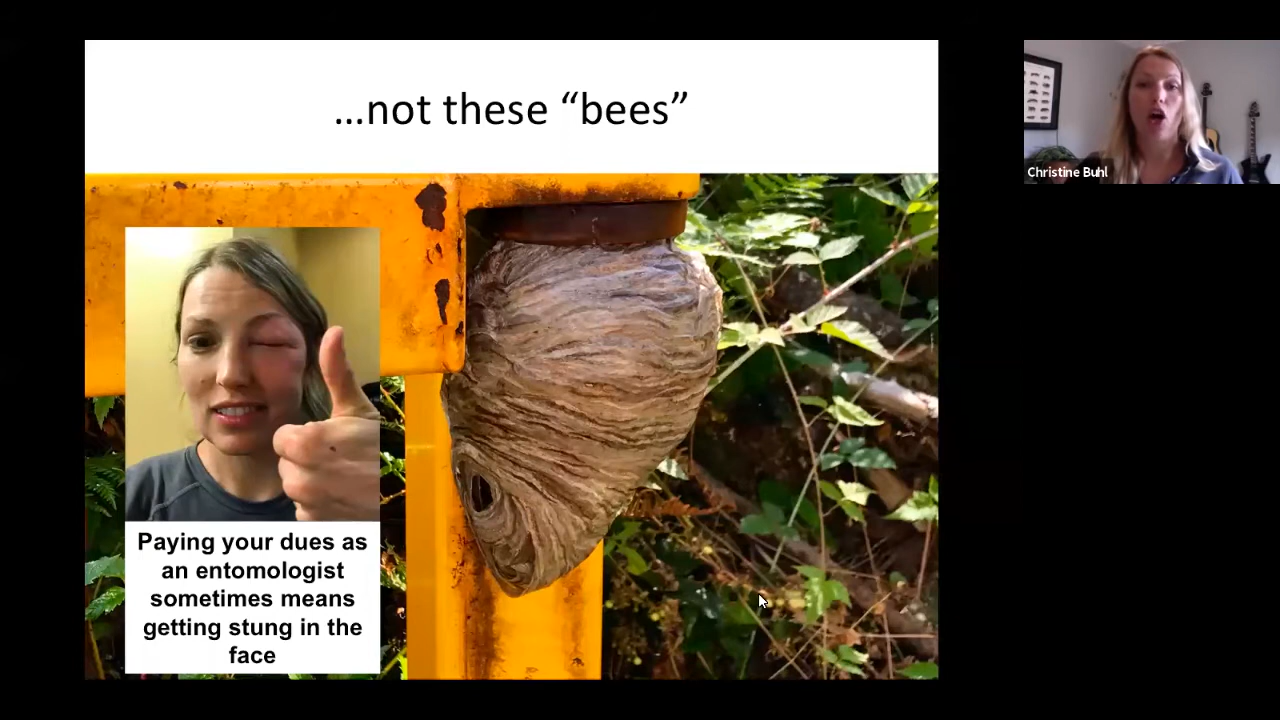 ...not these “bees”
Christine Buhl
Paying your dues as
an entomologist
sometimes means
getting stung in the
face